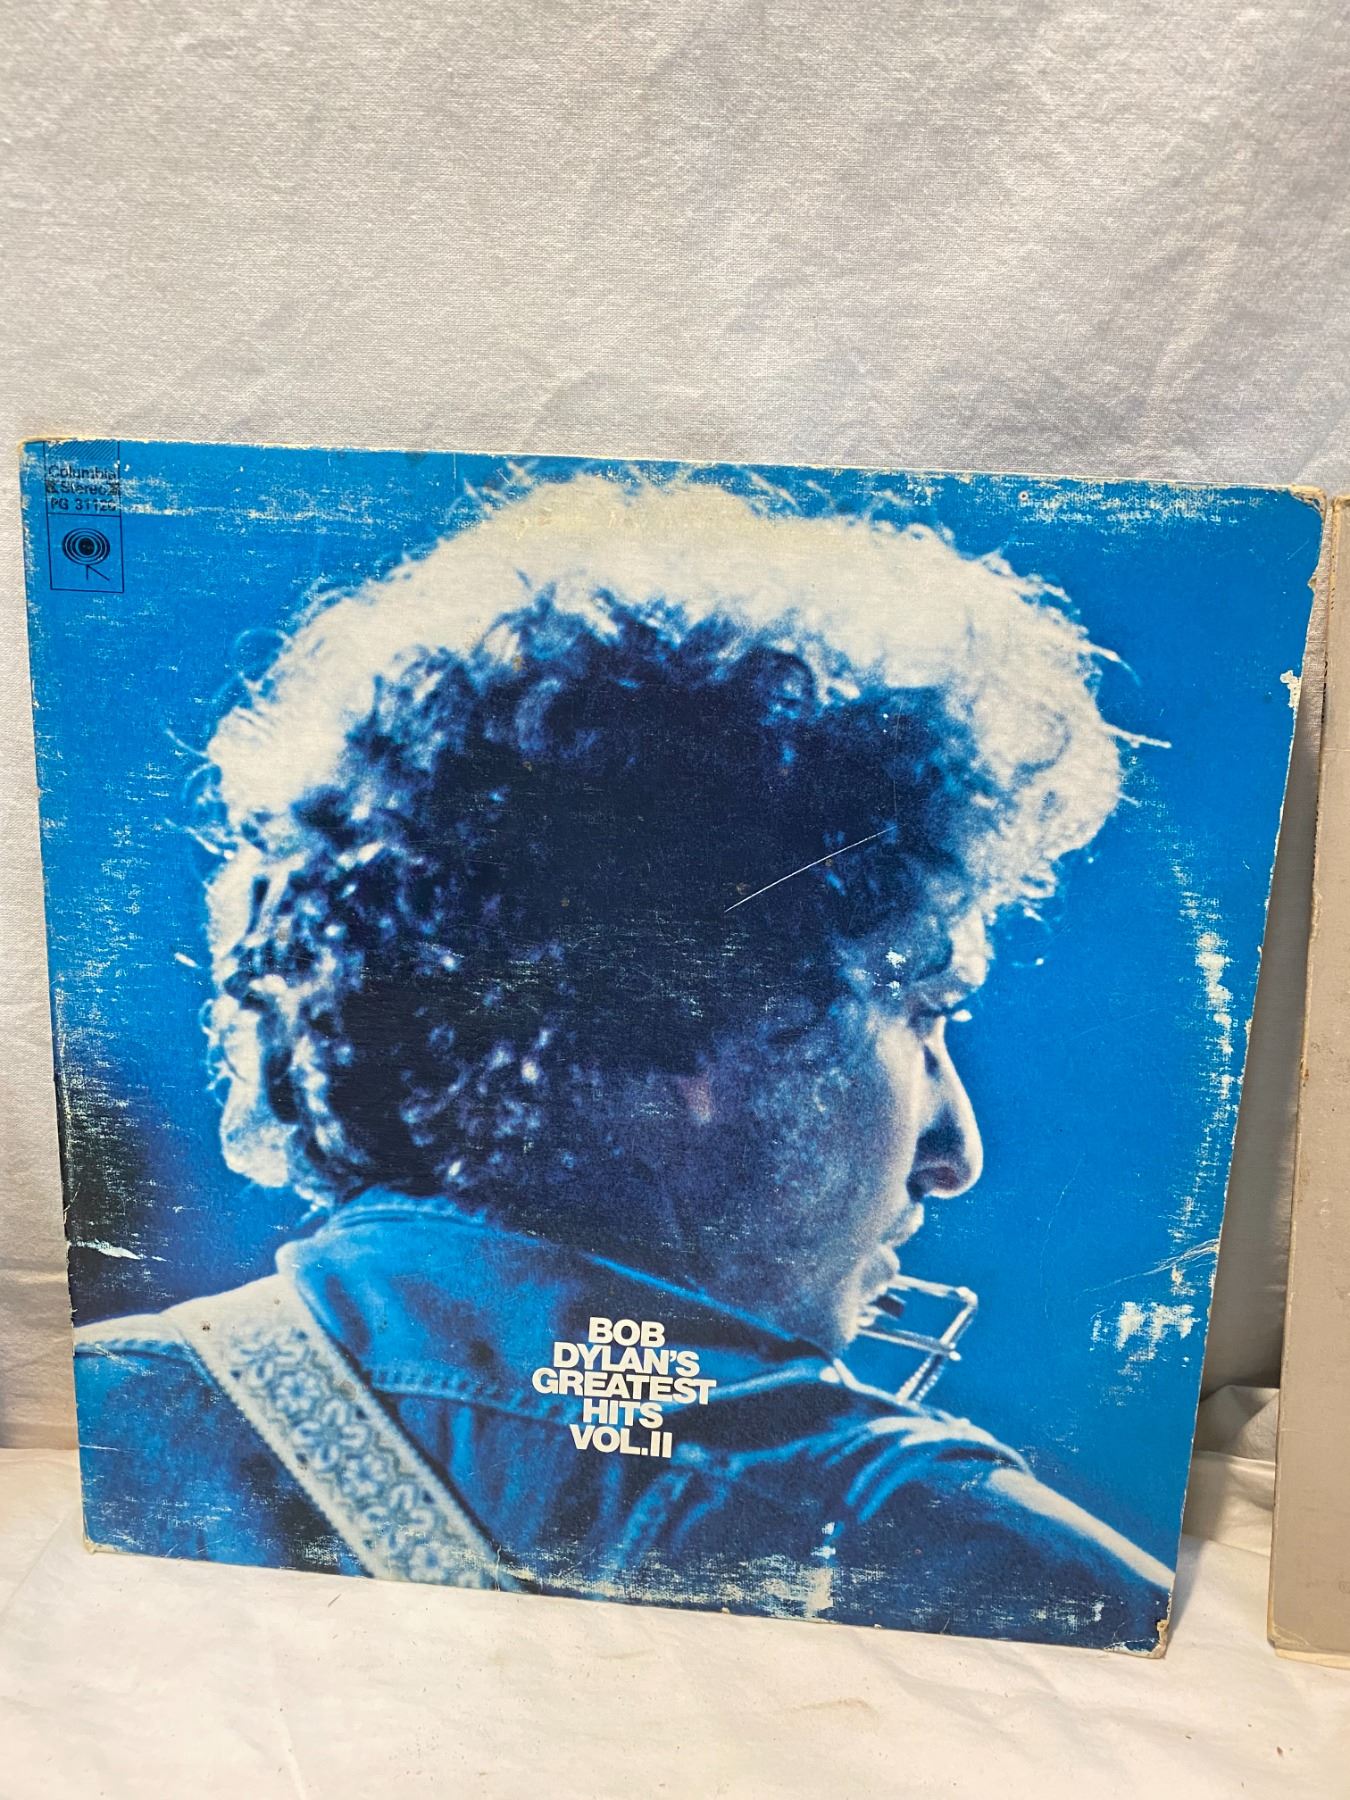 Columbia
Stereo
PG 31120
BOB
DYLAN'S
GREATEST
HITS
VOL.II